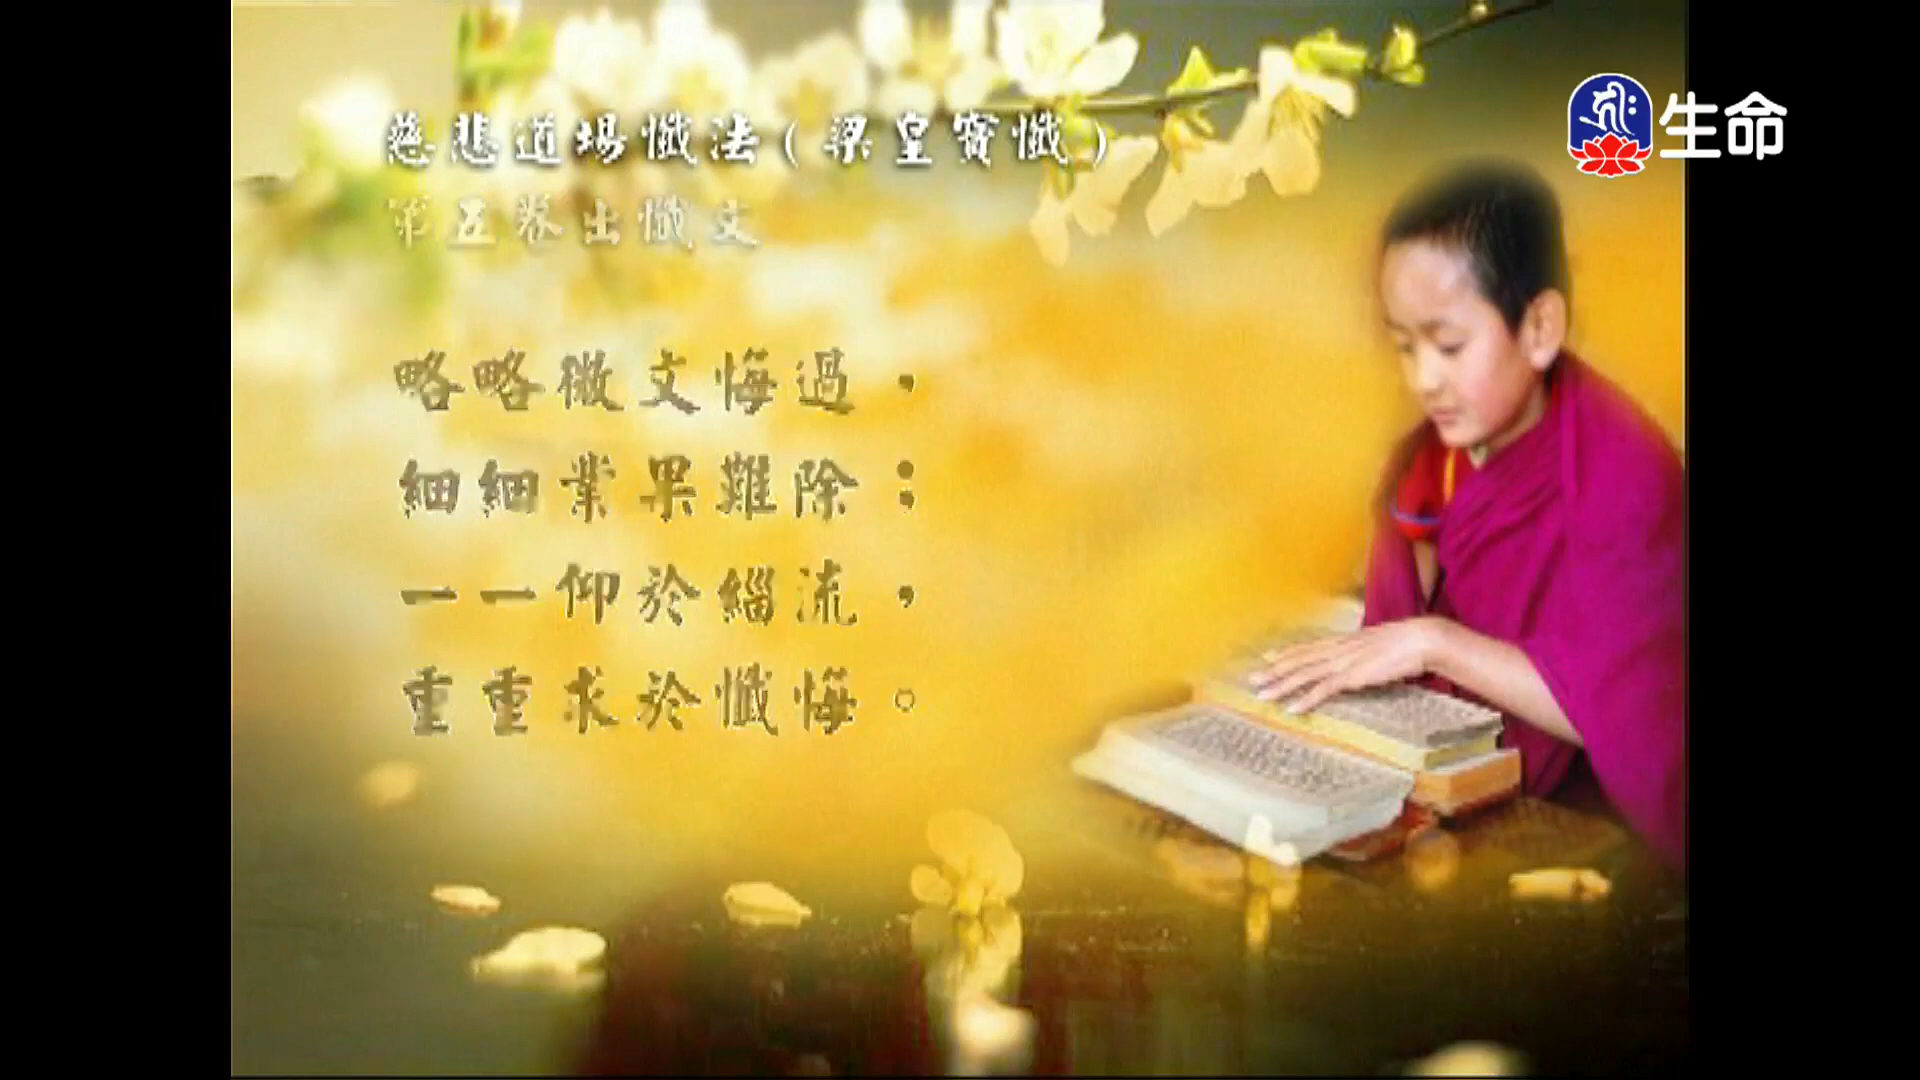 慈悲道場懺法(梁皇寶懺)
第五卷出懺文
略略微文悔過，
細細業果難除：
一一仰於緇流，
重重求於懺悔。
生命